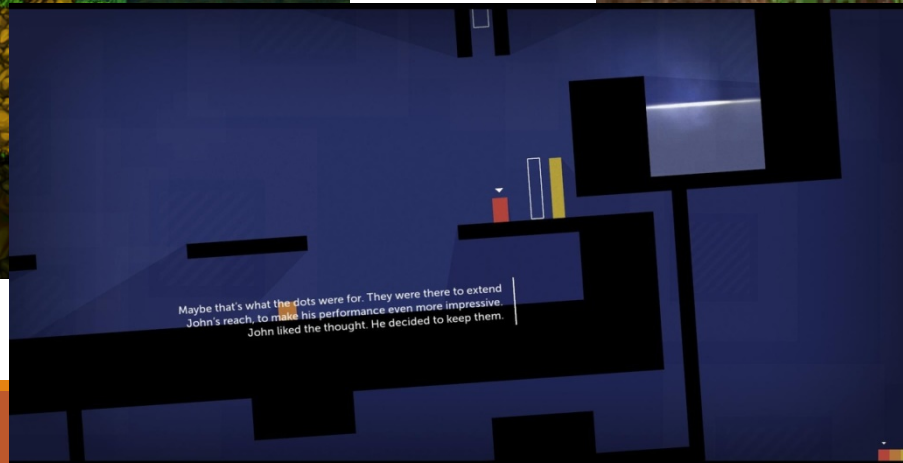 Maybe that's what the dots were for. They were there to extend
John's reach, to make his performance even more impressive.
John liked the thought. He decided to keep them.